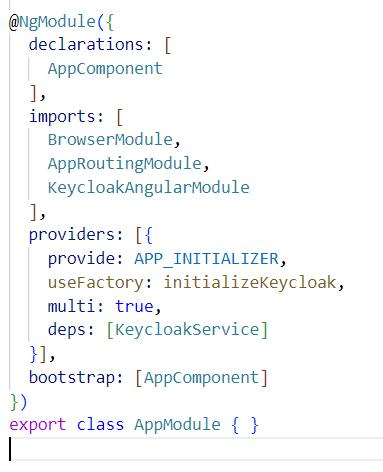 @NgModule({
  declarations: [
    AppComponent
  ],
  imports: [
    BrowserModule,
    AppRoutingModule,
    KeycloakAngularModule
  ],
  providers: [{
    provide: APP_INITIALIZER,
    useFactory: initializeKeycloak,
    multi: true,
    deps: [KeycloakService]
  }],
  bootstrap: [AppComponent]
})
export class AppModule { }